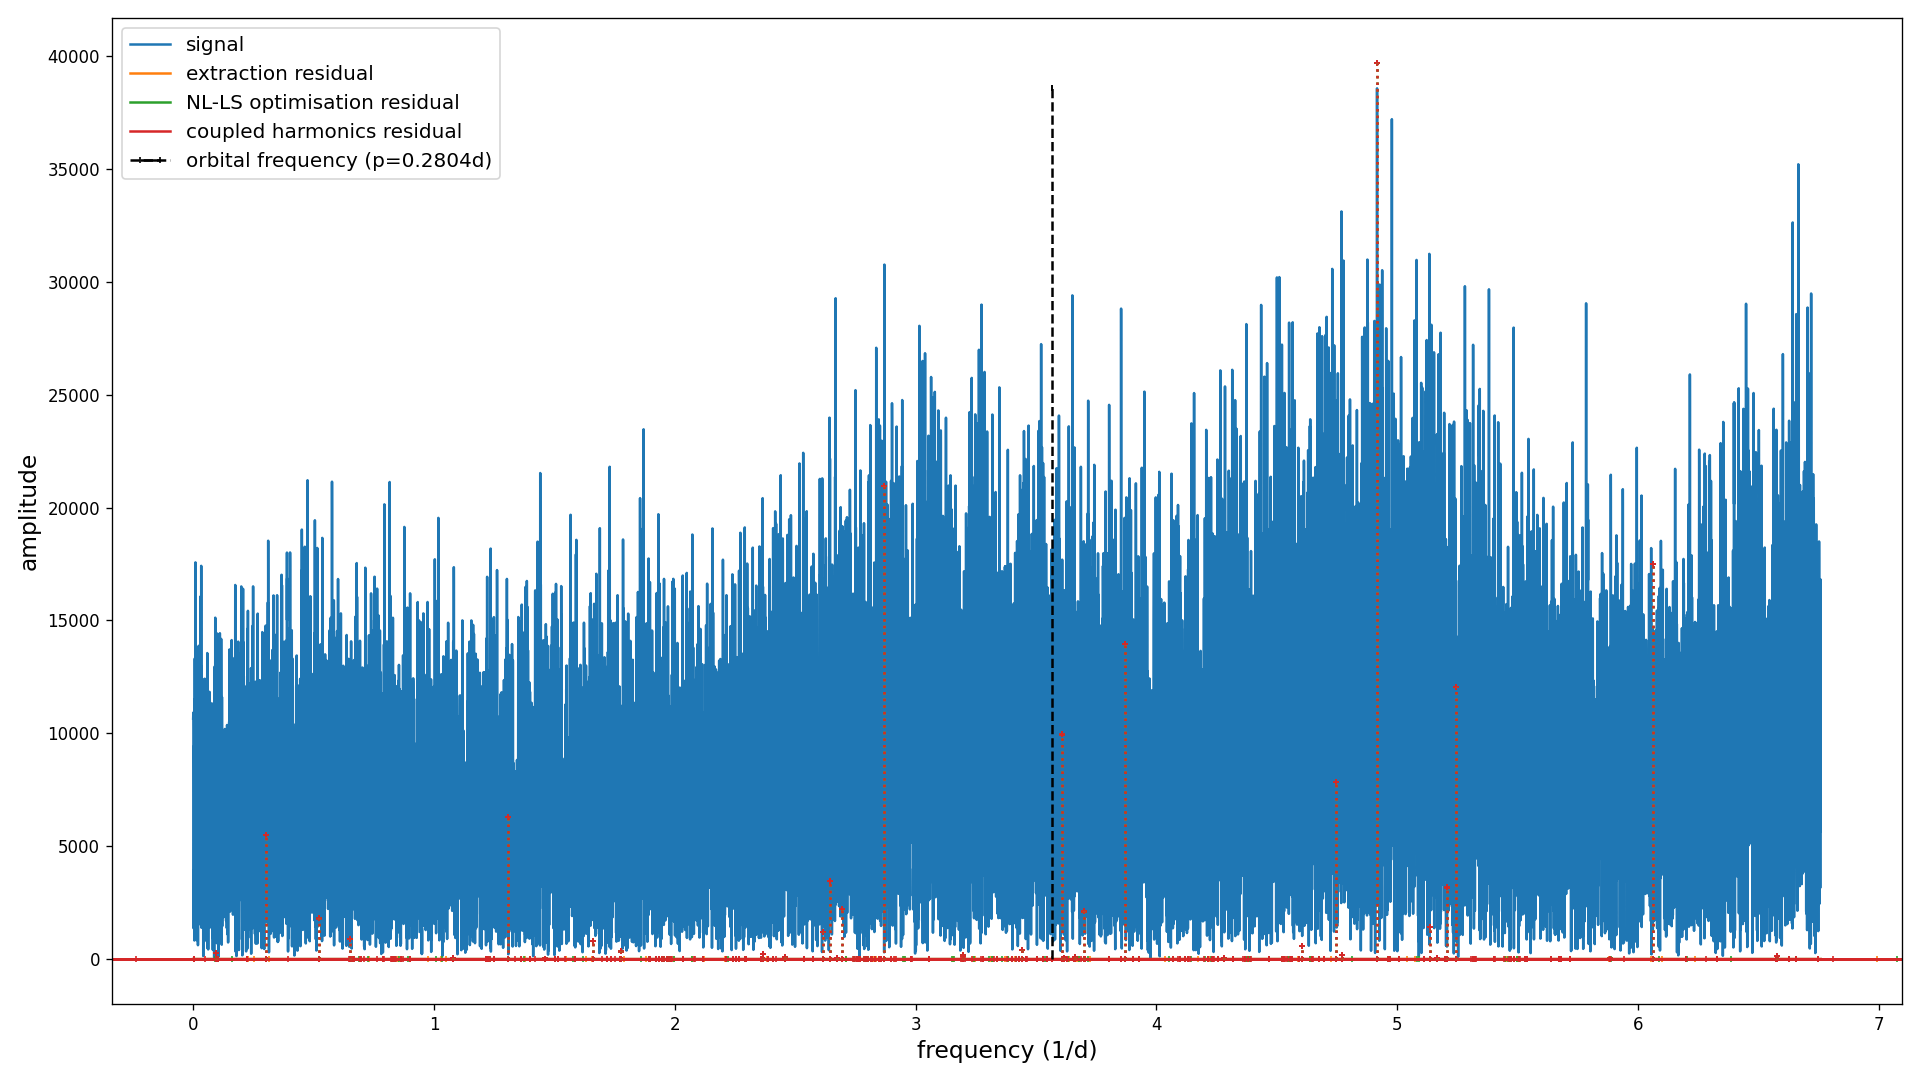 40000
35000
30000
25000
20000
15000
10000
5000
0
amplitude
signal
extraction residual
NL-LS optimisation residual
coupled harmonics residual
orbital frequency (p=0.2804d)
0 1 2 3 4 5 6 7
frequency (1/d)